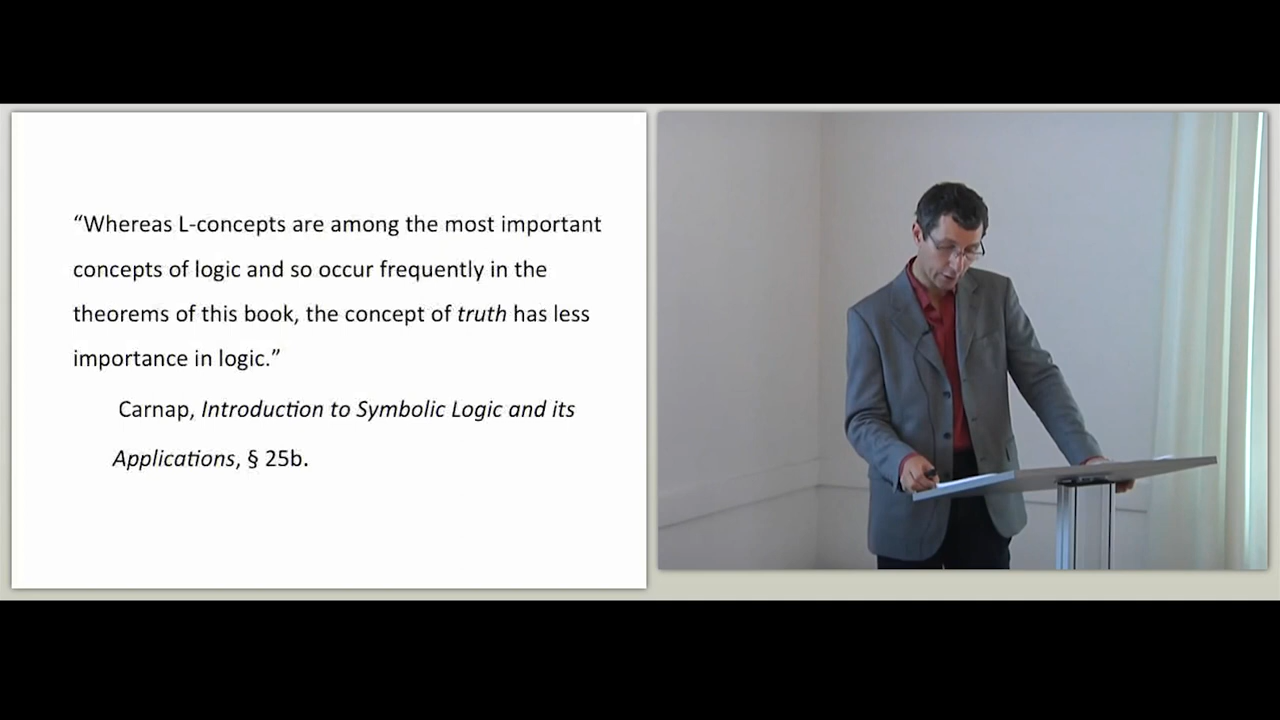 “Whereas L-concepts are among the most important
concepts of logic and so occur frequently in the
theorems of this book, the concept of truth has less
importance in logic.”
Carnap, Introduction to Symbolic Logic and its
Applications, § 25b.